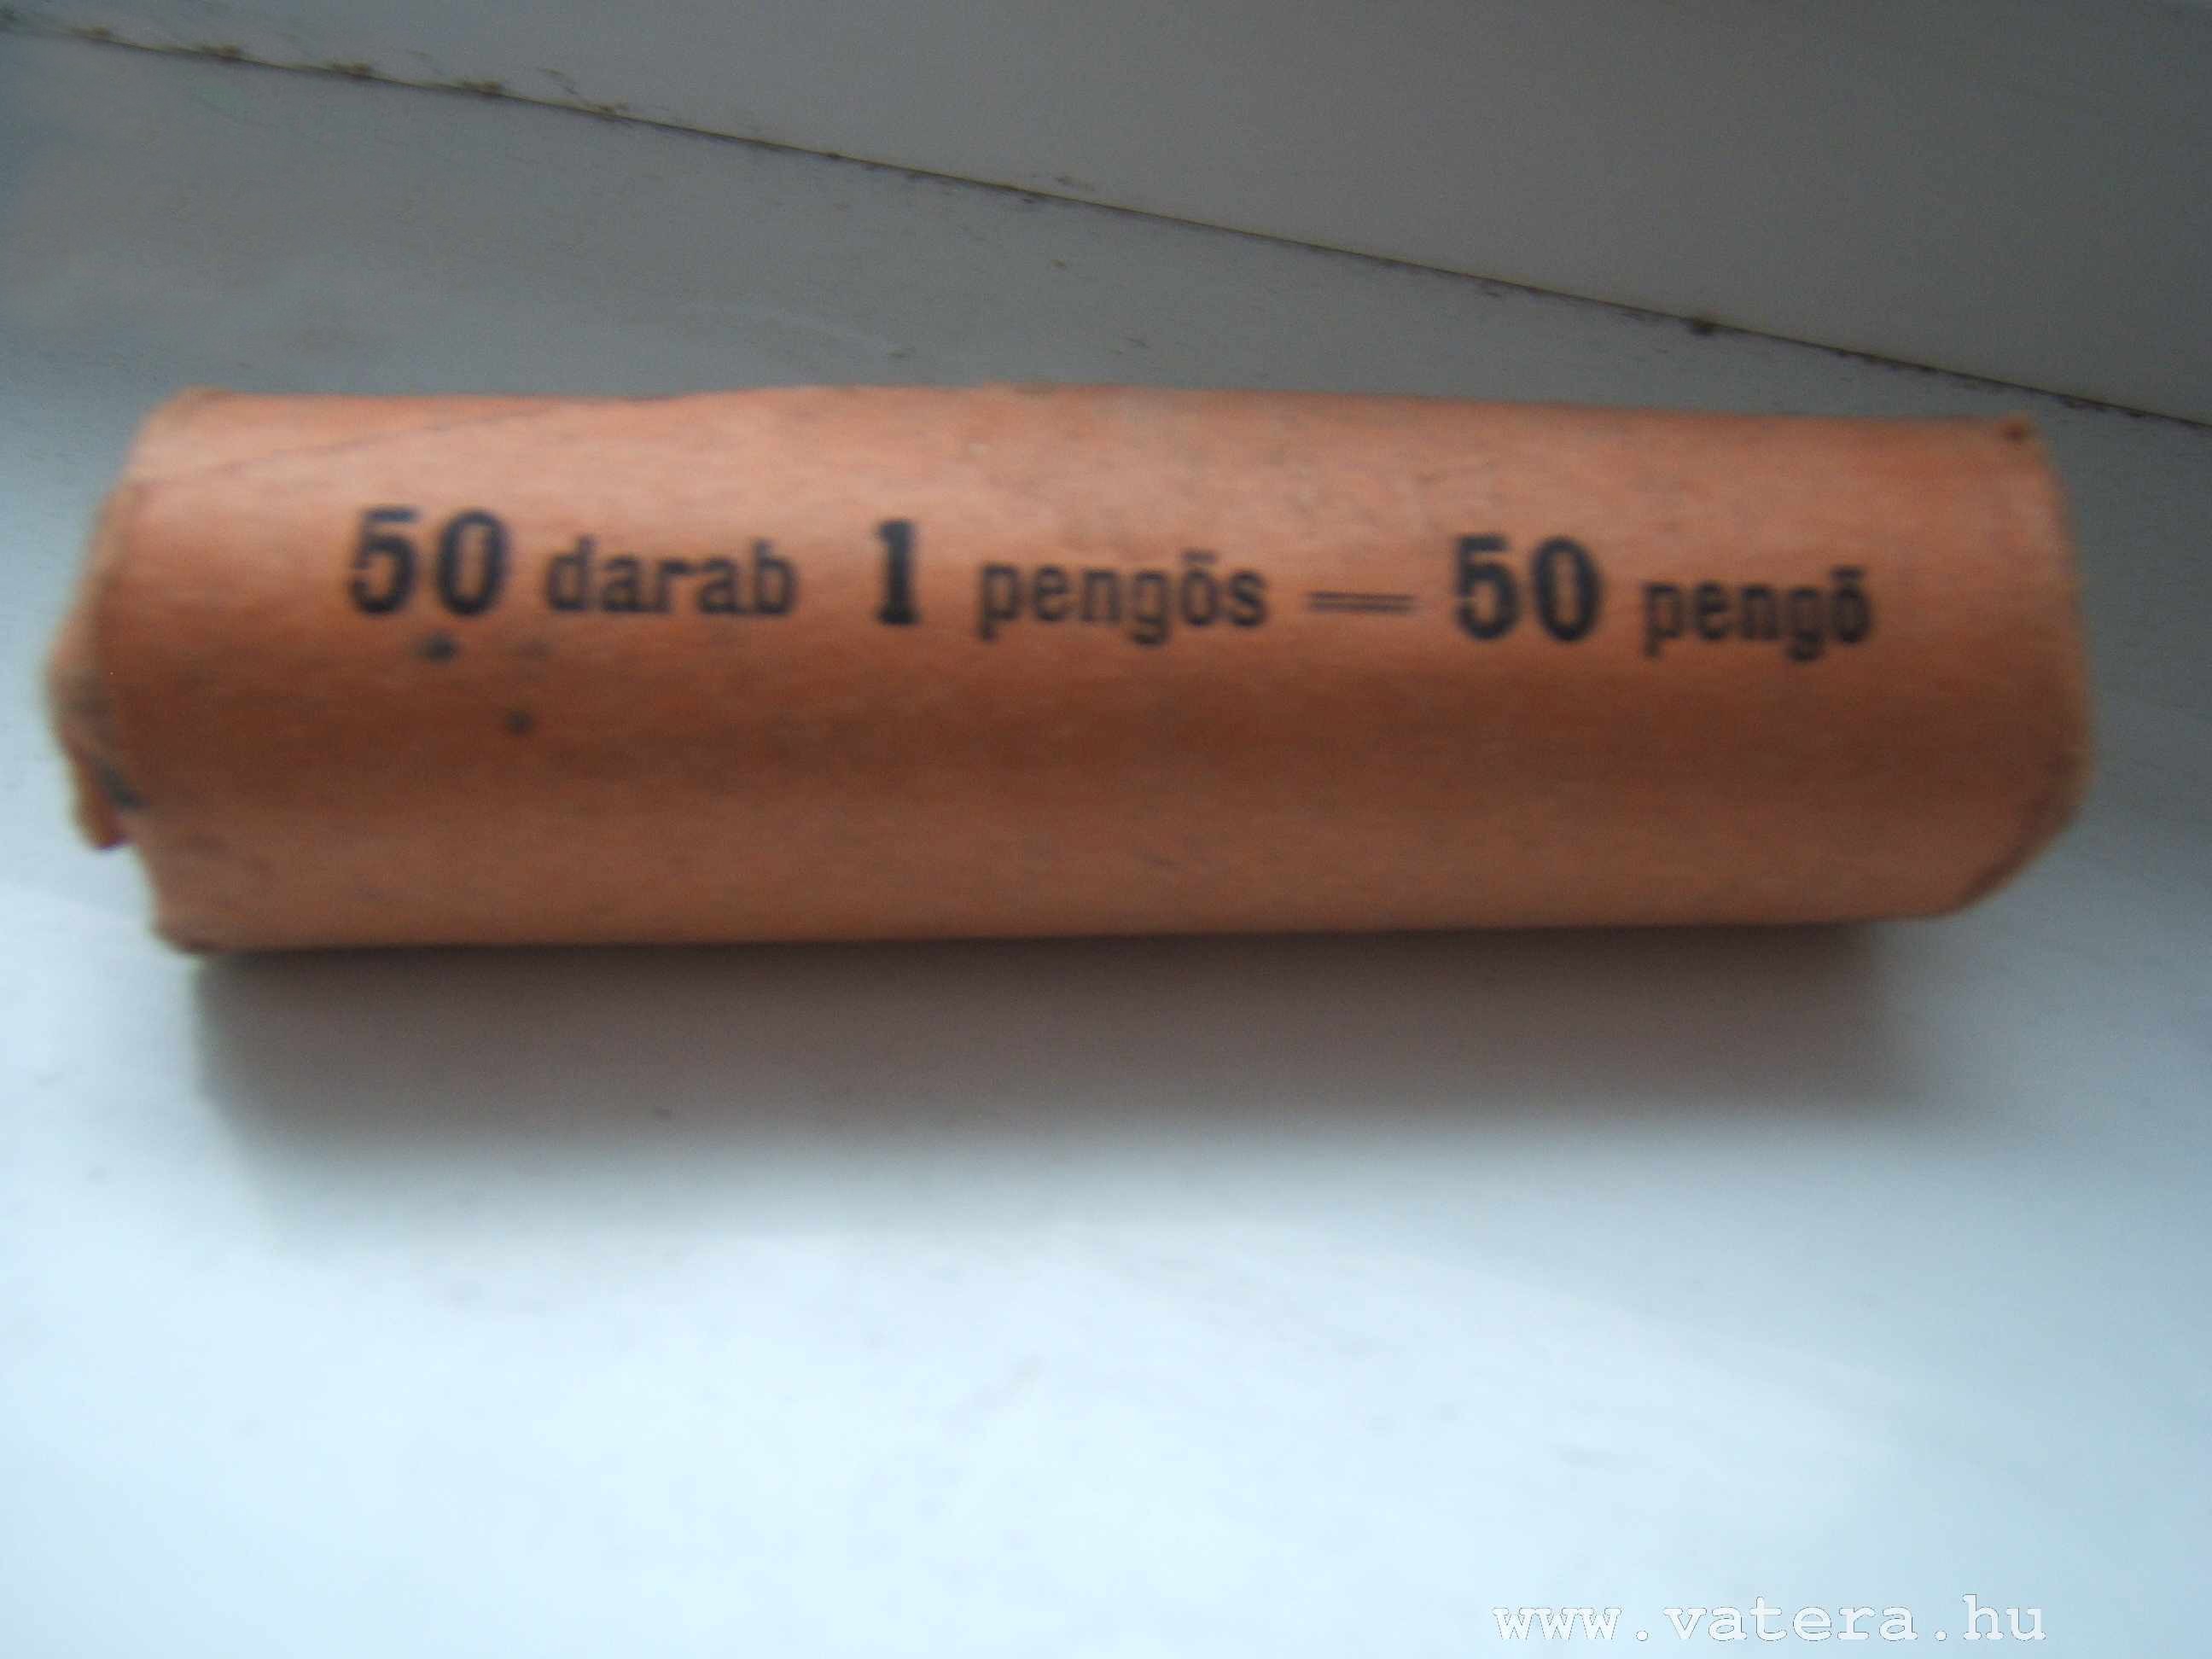 50 darab 1 pengős — 50 pengő
www.vatera.hu